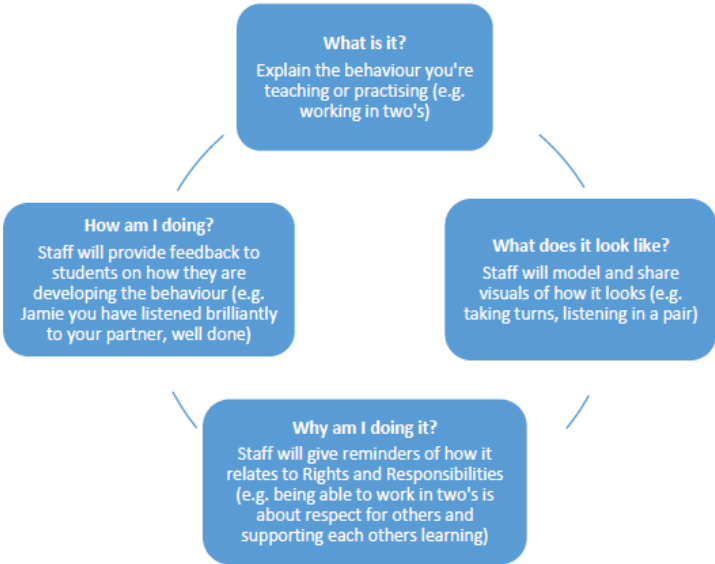 What is it?
Explain the behaviour you're
teaching or practising (e.g.
working in two's)
What does it look like?
Staff will model and share
visuals of how it looks (e.g.
taking turns, listening in a pair)
Why am I doing it?
Staff will give reminders of how it
relates to Rights and Responsibilities
(e.g. being able to work in two's is
about respect for others and
supporting each others learning)
How am I doing?
Staff will provide feedback to
students on how they are
developing the behaviour (e.g.
Jamie you have listened brilliantly
to your partner, well done)